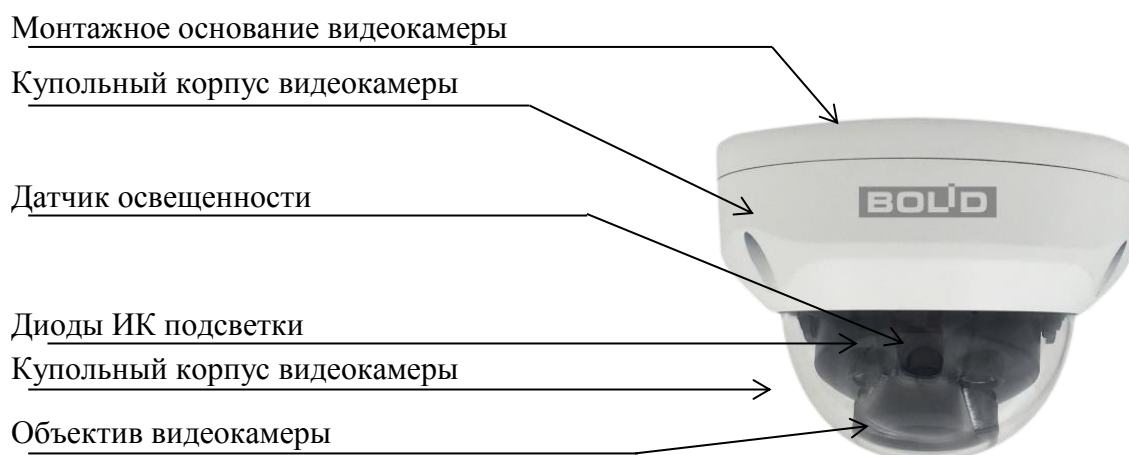 Монтажное основание видеокамеры
Купольный корпус видеокамеры
BOLID
Датчик освещенности
Диоды ИК подсветки
Купольный корпус видеокамеры
Объектив видеокамеры